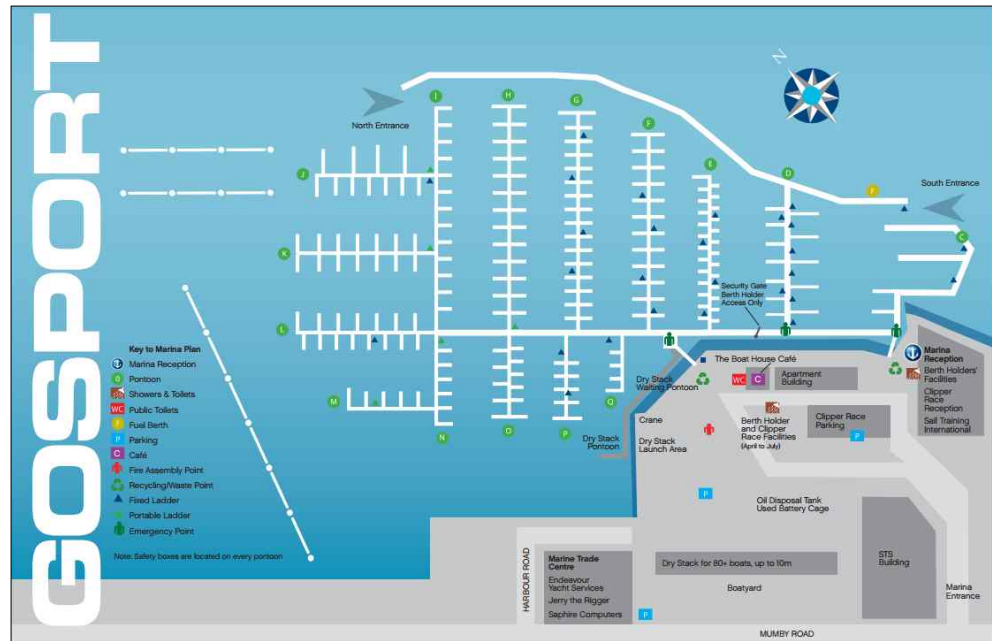 GOSPORT
N
North Entrance
South Entrance
I
H
G
F
E
D
C
J
K
L
M
N
O
P
Q
F
Security Gate
Berth Holder
Access Only
Key to Marina Plan
Marina Reception
G Pontoon
Showers & Toilets
WC Public Toilets
F Fuel Berth
P Parking
C Café
Fire Assembly Point
Recycling/Waste Point
Fixed Ladder
Portable Ladder
Emergency Point
Note: Safety boxes are located on every pontoon
The Boat House Café
WC
C
Apartment
Building
Marina
Reception
Berth Holders'
Facilities
Clipper
Race
Reception
Sail Training
International
Dry Stack
Waiting Pontoon
Dry Stack
Pontoon
Crane
Dry Stack
Launch Area
Berth Holder
and Clipper
Race Facilities
(April to July)
Clipper Race
Parking
P
P
Oil Disposal Tank
Used Battery Cage
STS
Building
Dry Stack for 80+ boats, up to 10m
Boatyard
Marina
Entrance
HARBOUR ROAD
Marine Trade
Centre
Endeavour
Yacht Services
Jerry the Rigger
Saphire Computers
P
MUMBY ROAD